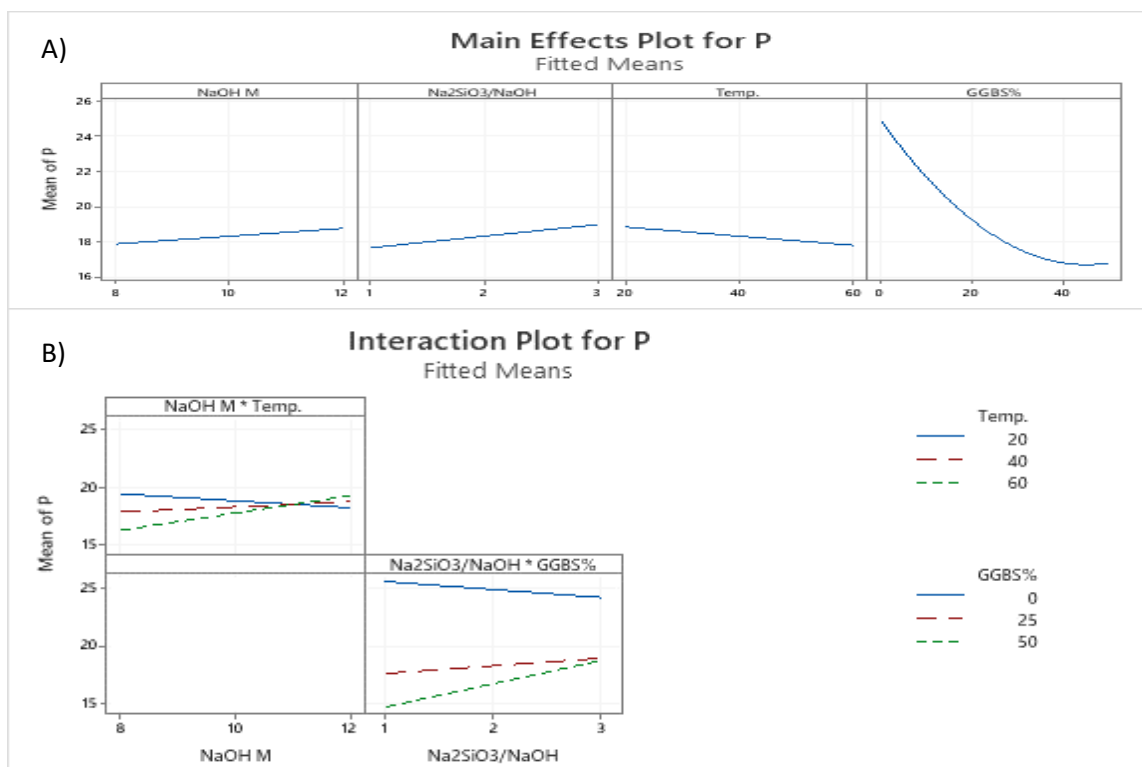 A)
Main Effects Plot for P
Fitted Means
NaOH M Na2SiO3/NaOH Temp. GGBS%
26
24
22
20
18
16
Mean of P
8 10 12 1 2 3 20 40 60 0 20 40
B)
Interaction Plot for P
Fitted Means
NaOH M * Temp.
25
20
15
Temp.
20
40
60
Mean of P
Na2SiO3/NaOH * GGBS%
25
20
15
GGBS%
0
25
50
8 10 12 1 2 3
NaOH M Na2SiO3/NaOH